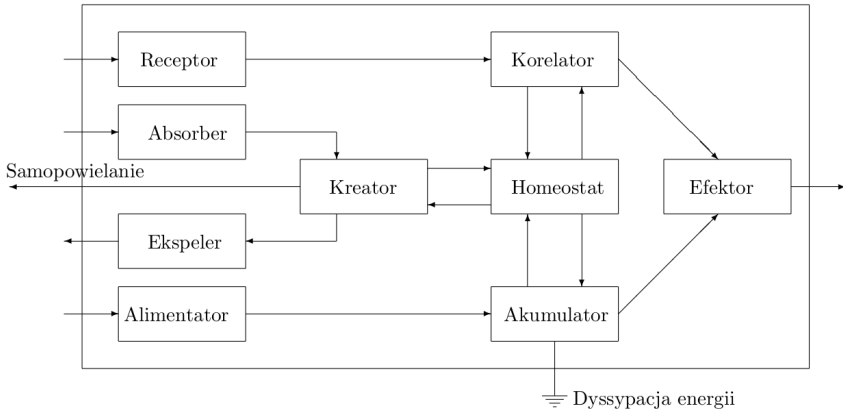 Receptor
Korelator
Absorber
Samopowielanie
Kreator
Homeostat
Efektor
Ekspeler
Alimentator
Akumulator
Dyssypacja energii